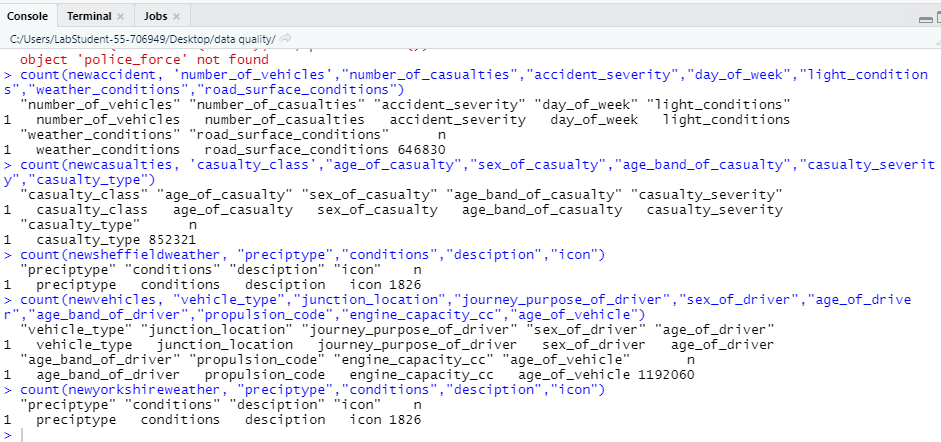 Console Terminal × Jobs ×
C:/Users/LabStudent-55-706949/Desktop/data quality/
object 'police_force' not found
> count(newaccident, 'number_of_vehicles',"number_of_casualties","accident_severity","day_of_week","light_condition
s","weather_conditions","road_surface_conditions")
"number_of_vehicles" "number_of_casualties" "accident_severity" "day_of_week" "light_conditions"
1 number_of_vehicles number_of_casualties accident_severity day_of_week light_conditions
"weather_conditions" "road_surface_conditions" n
1 weather_conditions road_surface_conditions 646830
> count(newcasualties, 'casualty_class',"age_of_casualty","sex_of_casualty","age_band_of_casualty","casualty_severit
y","casualty_type")
"casualty_class" "age_of_casualty" "sex_of_casualty" "age_band_of_casualty" "casualty_severity"
1 casualty_class age_of_casualty sex_of_casualty age_band_of_casualty casualty_severity
"casualty_type" n
1 casualty_type 852321
> count(newsheffieldweather, "preciptype","conditions","desciption","icon")
"preciptype" "conditions" "desciption" "icon" n
1 preciptype conditions desciption icon 1826
> count(newvehicles, "vehicle_type","junction_location","journey_purpose_of_driver","sex_of_driver","age_of_drive
r","age_band_of_driver","propulsion_code","engine_capacity_cc","age_of_vehicle")
"vehicle_type" "junction_location" "journey_purpose_of_driver" "sex_of_driver" "age_of_driver"
1 vehicle_type junction_location journey_purpose_of_driver sex_of_driver age_of_driver
"age_band_of_driver" "propulsion_code" "engine_capacity_cc" "age_of_vehicle" n
1 age_band_of_driver propulsion_code engine_capacity_cc age_of_vehicle 1192060
> count(newyorkshireweather, "preciptype","conditions","desciption","icon")
"preciptype" "conditions" "desciption" "icon" n
1 preciptype conditions desciption icon 1826
>